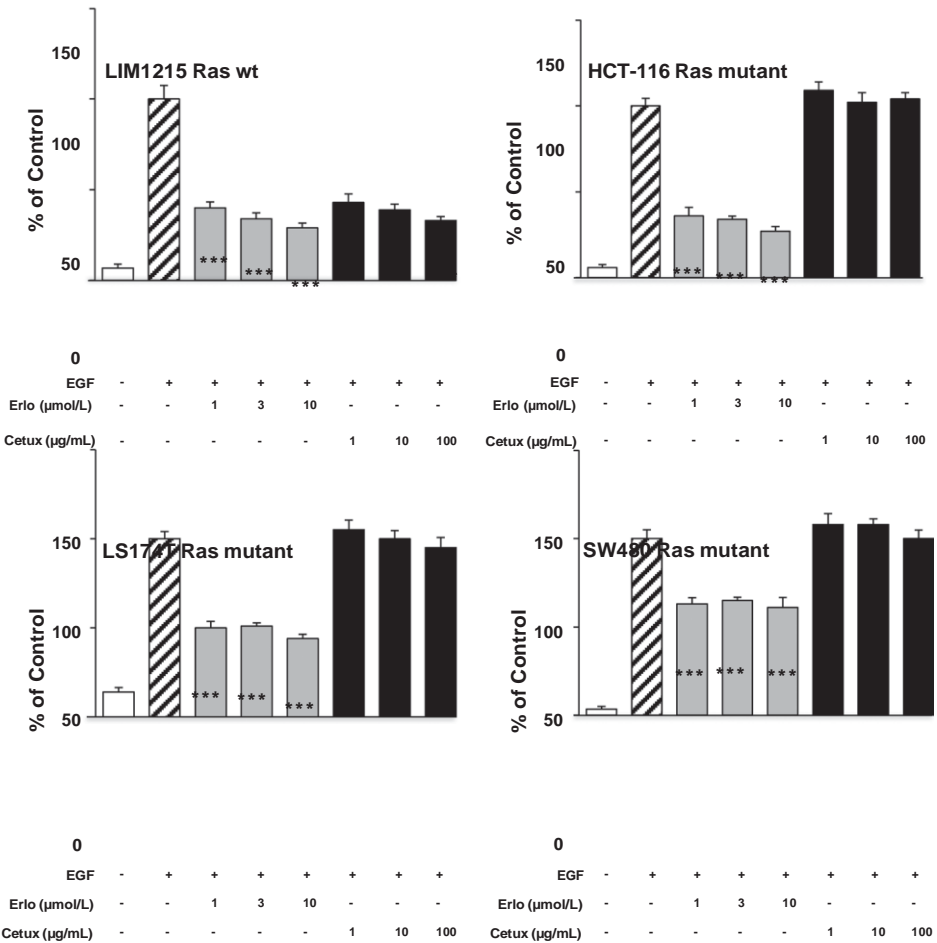 150
LIM1215 Ras wt
100
% of Control
50
***
***
***
0
EGF - + + + + + + +
Erlo (µmol/L) - - 1 3 10 - - -
Cetux (µg/mL) - - - - - 1 10 100
150
HCT-116 Ras mutant
100
% of Control
50
***
***
***
0
EGF - + + + + + + +
Erlo (µmol/L) - - 1 3 10 - - -
Cetux (µg/mL) - - - - - 1 10 100
150
LS174T Ras mutant
100
% of Control
50
***
***
***
0
EGF - + + + + + + +
Erlo (µmol/L) - - 1 3 10 - - -
Cetux (µg/mL) - - - - - 1 10 100
150
SW480 Ras mutant
100
% of Control
50
***
***
***
0
EGF - + + + + + + +
Erlo (µmol/L) - - 1 3 10 - - -
Cetux (µg/mL) - - - - - 1 10 100